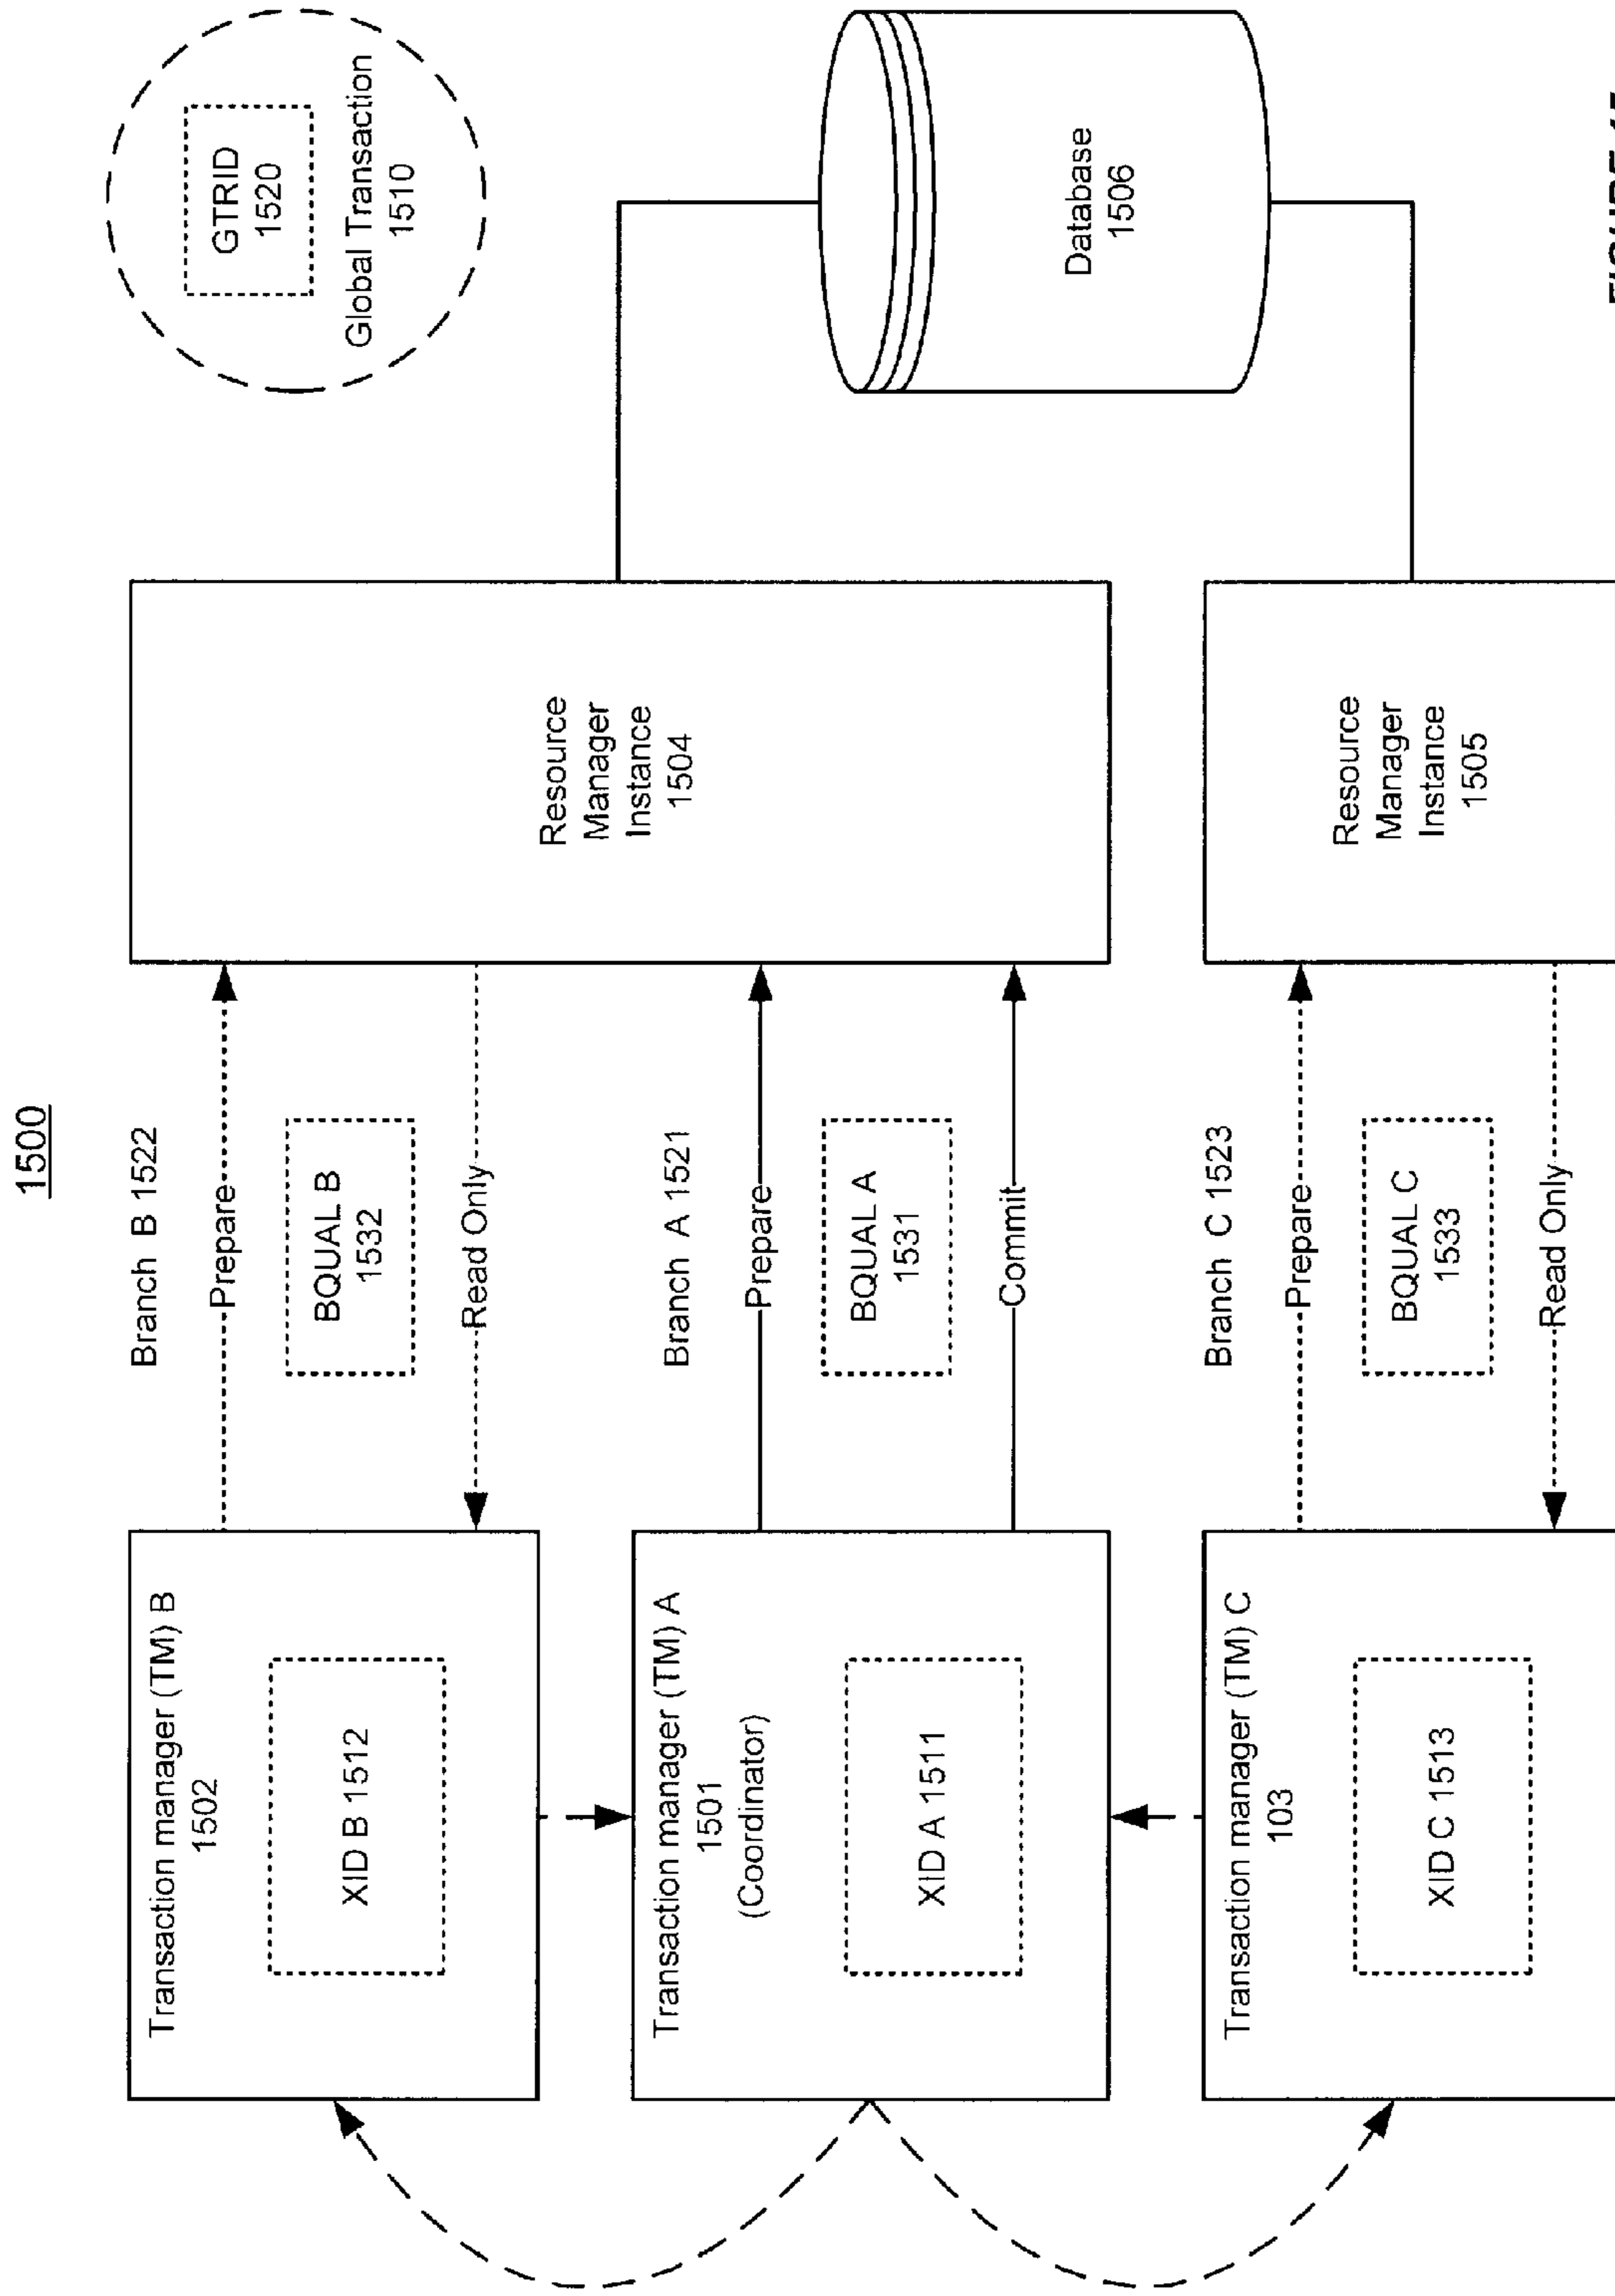 1500
Transaction manager (TM) B
1502
XID B 1512
Branch B 1522
Prepare
BQUAL B
1532
Read Only
Transaction manager (TM) A
1501
(Coordinator)
XID A 1511
Branch A 1521
Prepare
BQUAL A
1531
Commit
Transaction manager (TM) C
103
XID C 1513
Branch C 1523
Prepare
BQUAL C
1533
Read Only
Resource
Manager
Instance
1504
Resource
Manager
Instance
1505
GTRID
1520
Global Transaction
1510
Database
1506
FIGURE 15